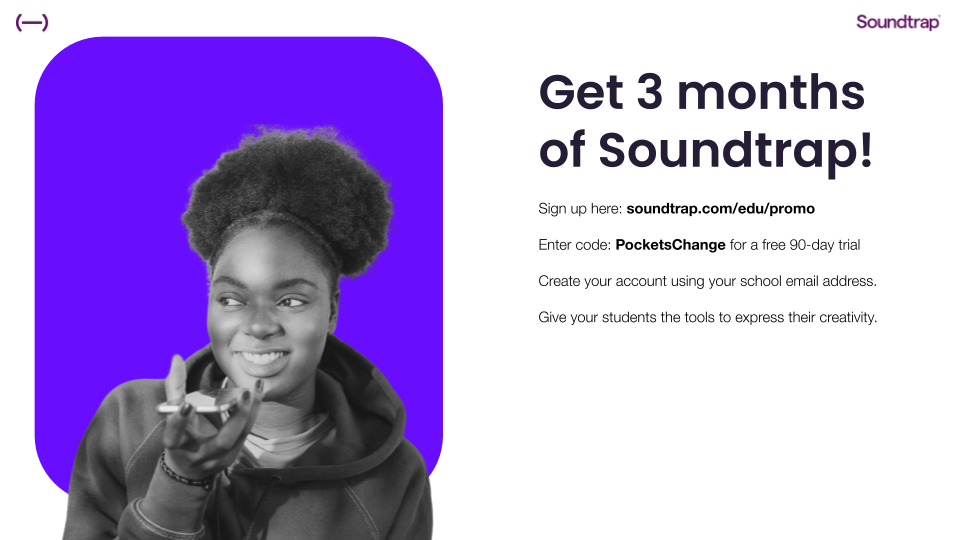 (—)
Soundtrap
Get 3 months
of Soundtrap!
Sign up here: soundtrap.com/edu/promo
Enter code: PocketsChange for a free 90-day trial
Create your account using your school email address.
Give your students the tools to express their creativity.